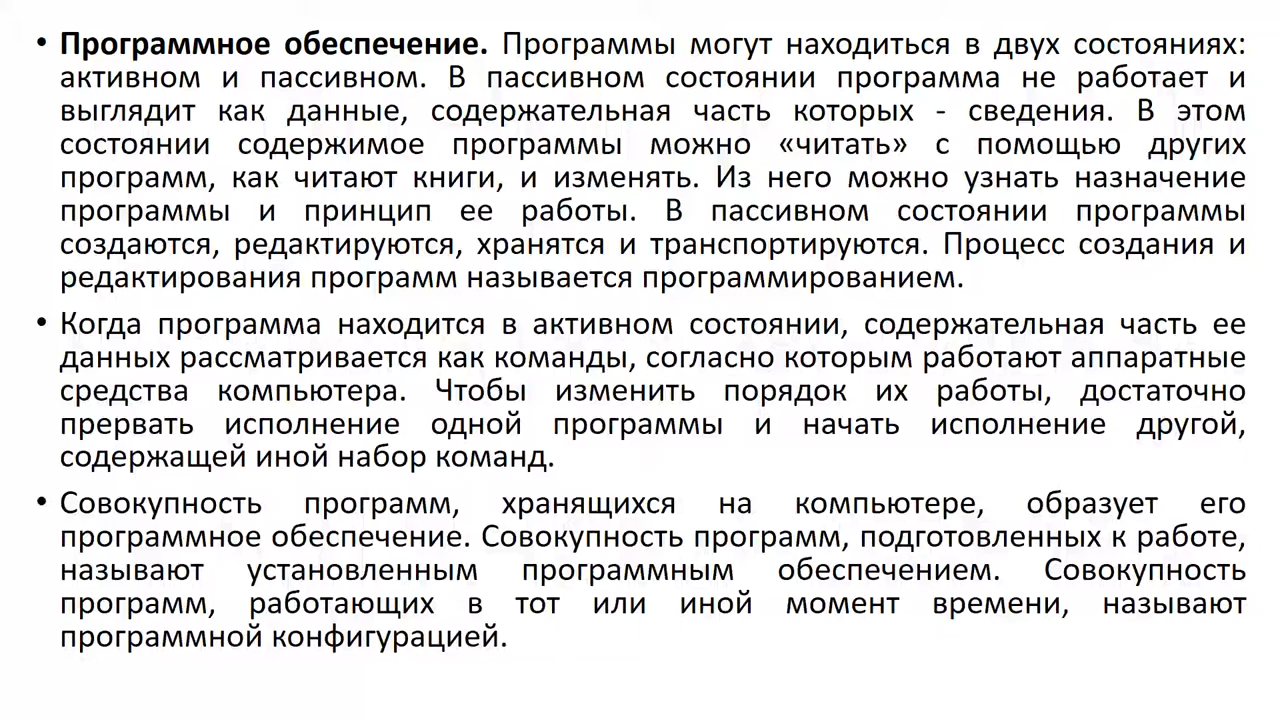 • Программное обеспечение. Программы могут находиться в двух состояниях:
активном и пассивном. В пассивном состоянии программа не работает и
выглядит как данные, содержательная часть которых - сведения. В этом
состоянии содержимое программы можно «читать» с помощью других
программ, как читают книги, и изменять. Из него можно узнать назначение
программы и принцип ее работы. В пассивном состоянии программы
создаются, редактируются, хранятся и транспортируются. Процесс создания и
редактирования программ называется программированием.
• Когда программа находится в активном состоянии, содержательная часть ее
данных рассматривается как команды, согласно которым работают аппаратные
средства компьютера. Чтобы изменить порядок их работы, достаточно
прервать исполнение одной программы и начать исполнение другой,
содержащей иной набор команд.
• Совокупность программ, хранящихся на компьютере, образует его
программное обеспечение. Совокупность программ, подготовленных к работе,
называют установленным программным обеспечением. Совокупность
программ, работающих в тот или иной момент времени, называют
программной конфигурацией.